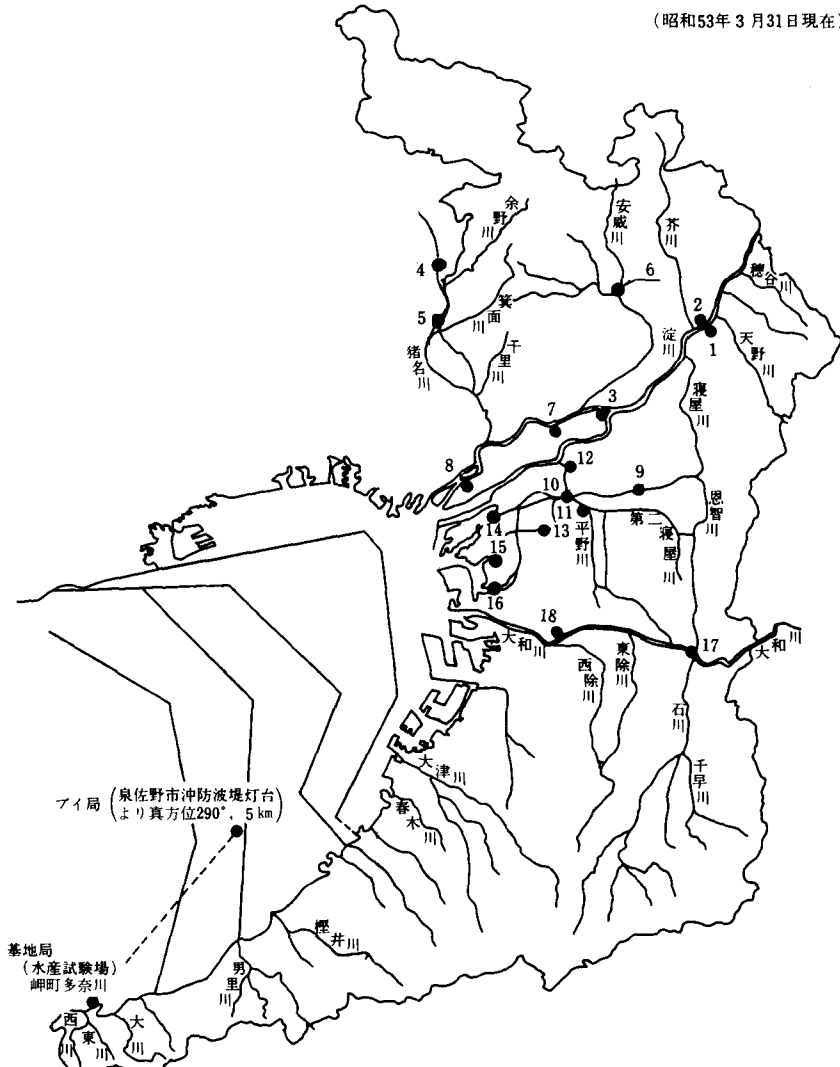 (昭和53年3月31日現在)
余野川
安威川
芥川
穂谷川
4
6
箕面川
5
2
1
淀川
天野川
猪名川
千里川
寝屋川
7
3
8
12
9
10
恩智川
11
第二寝屋川
14
13
平野川
15
16
18
大和川
17
大和川
西除川
東除川
石川
大津川
千早川
春木川
ブイ局(泉佐野市沖防波堤灯台
より真方位290°,5km)
樫井川
基地局
(水産試験場)
岬町多奈川
男里川
西川
東川
大川